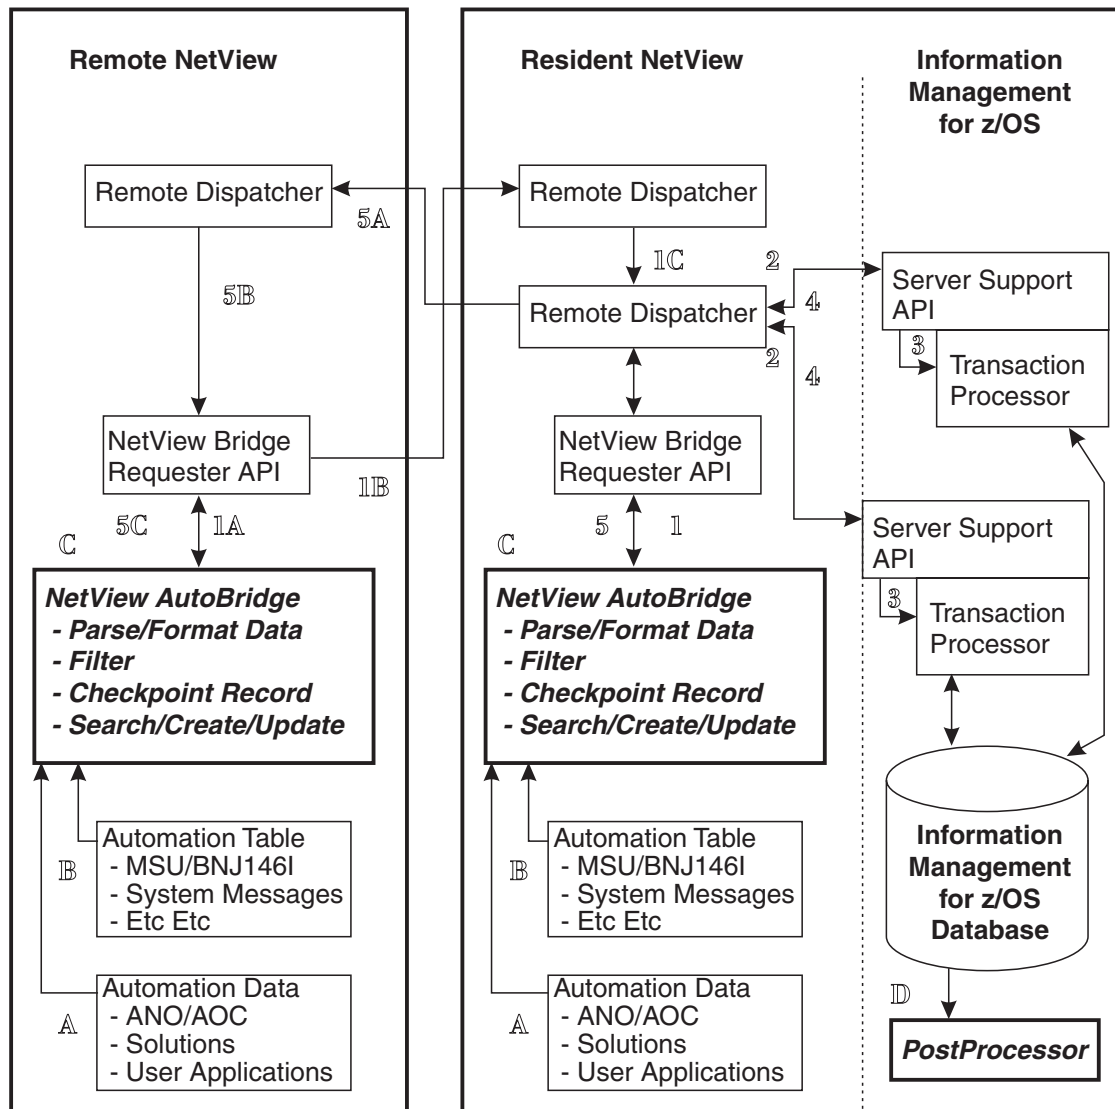 Remote NetView
Remote Dispatcher
5A
5B
NetView Bridge
Requester API
1B
5C
1A
C
NetView AutoBridge
- Parse/Format Data
- Filter
- Checkpoint Record
- Search/Create/Update
B
Automation Table
- MSU/BNJ146I
- System Messages
- Etc Etc
A
Automation Data
- ANO/AOC
- Solutions
- User Applications
Resident NetView
Remote Dispatcher
1C
2
4
Remote Dispatcher
2
4
NetView Bridge
Requester API
5
1
C
NetView AutoBridge
- Parse/Format Data
- Filter
- Checkpoint Record
- Search/Create/Update
B
Automation Table
- MSU/BNJ146I
- System Messages
- Etc Etc
A
Automation Data
- ANO/AOC
- Solutions
- User Applications
Information
Management
for z/OS
Server Support
API
3
Transaction
Processor
Server Support
API
3
Transaction
Processor
Information
Management
for z/OS
Database
D
PostProcessor